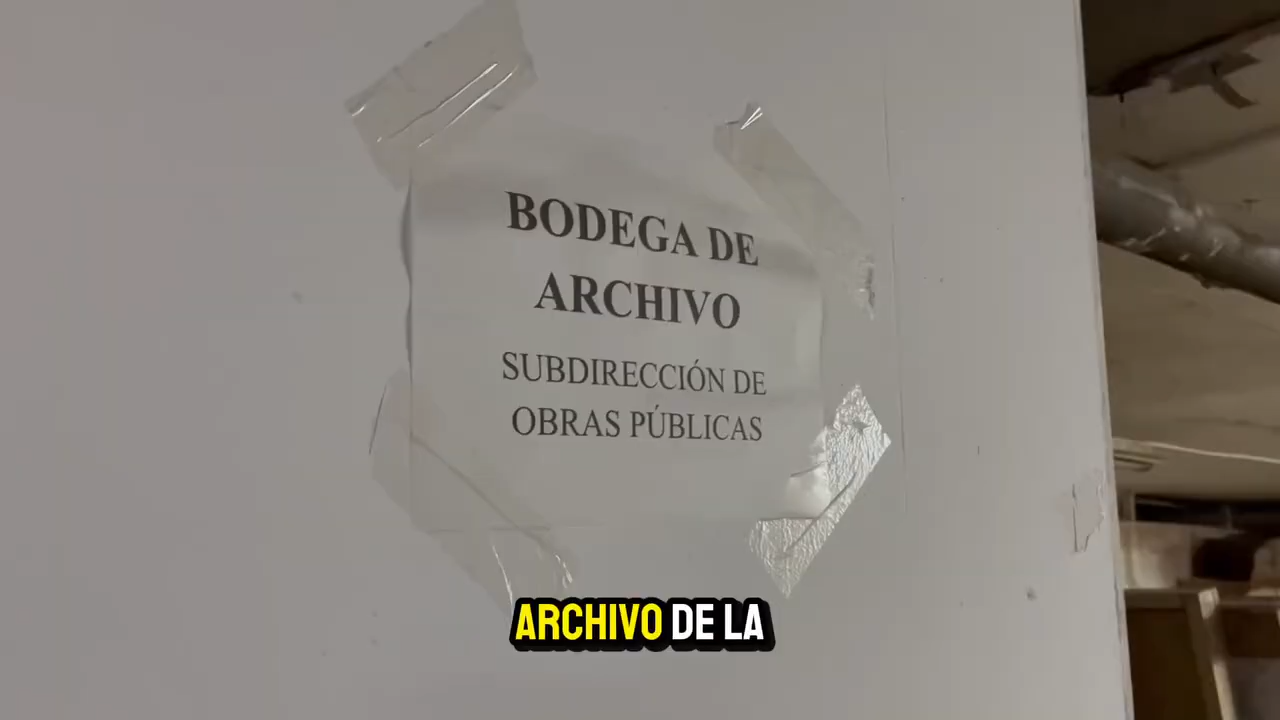 BODEGA DE
ARCHIVO
SUBDIRECCIÓN DE
OBRAS PÚBLICAS
ARCHIVO DE LA